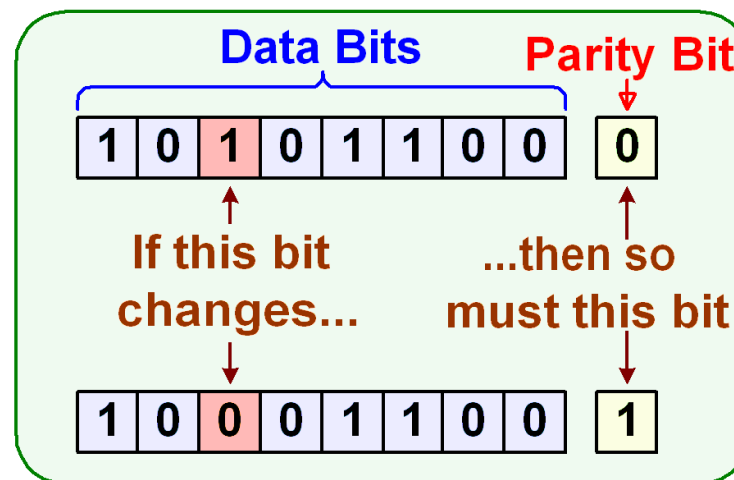 Data Bits
Parity Bit
1 0 1 0 1 1 0 0 0
If this bit
changes...
...then so
must this bit
1 0 0 0 1 1 0 0 1